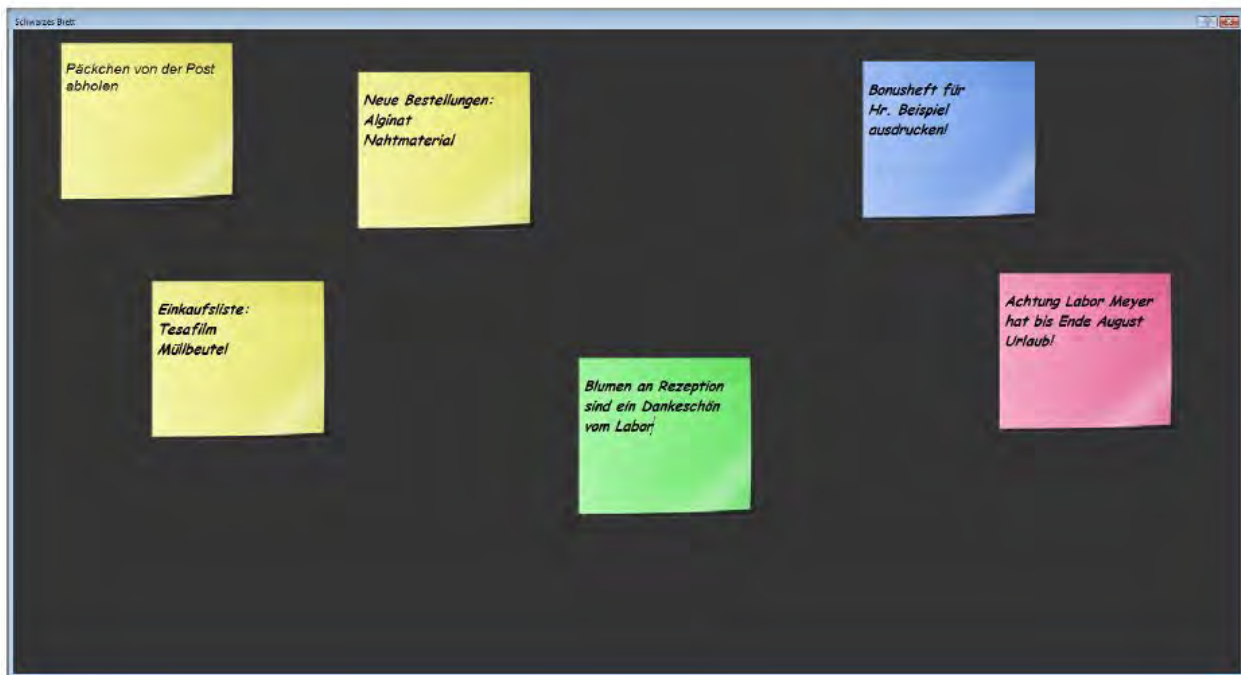 Schwarzes Brett
Päckchen von der Post
abholen
Neue Bestellungen:
Alginat
Nahtmaterial
Bonusheft für
Hr. Beispiel
ausdrucken!
Einkaufsliste:
Tesafilm
Müllbeutel
Blumen an Rezeption
sind ein Dankeschön
vom Labor
Achtung Labor Meyer
hat bis Ende August
Urlaub!